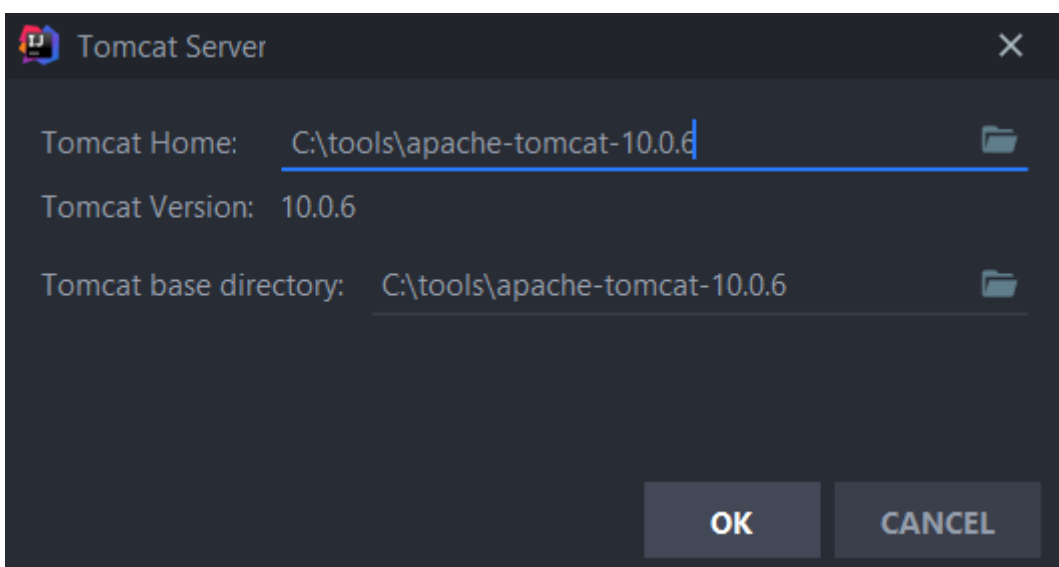 Tomcat Server
Tomcat Home: C:\tools\apache-tomcat-10.0.6
Tomcat Version: 10.0.6
Tomcat base directory: C:\tools\apache-tomcat-10.0.6
OK CANCEL